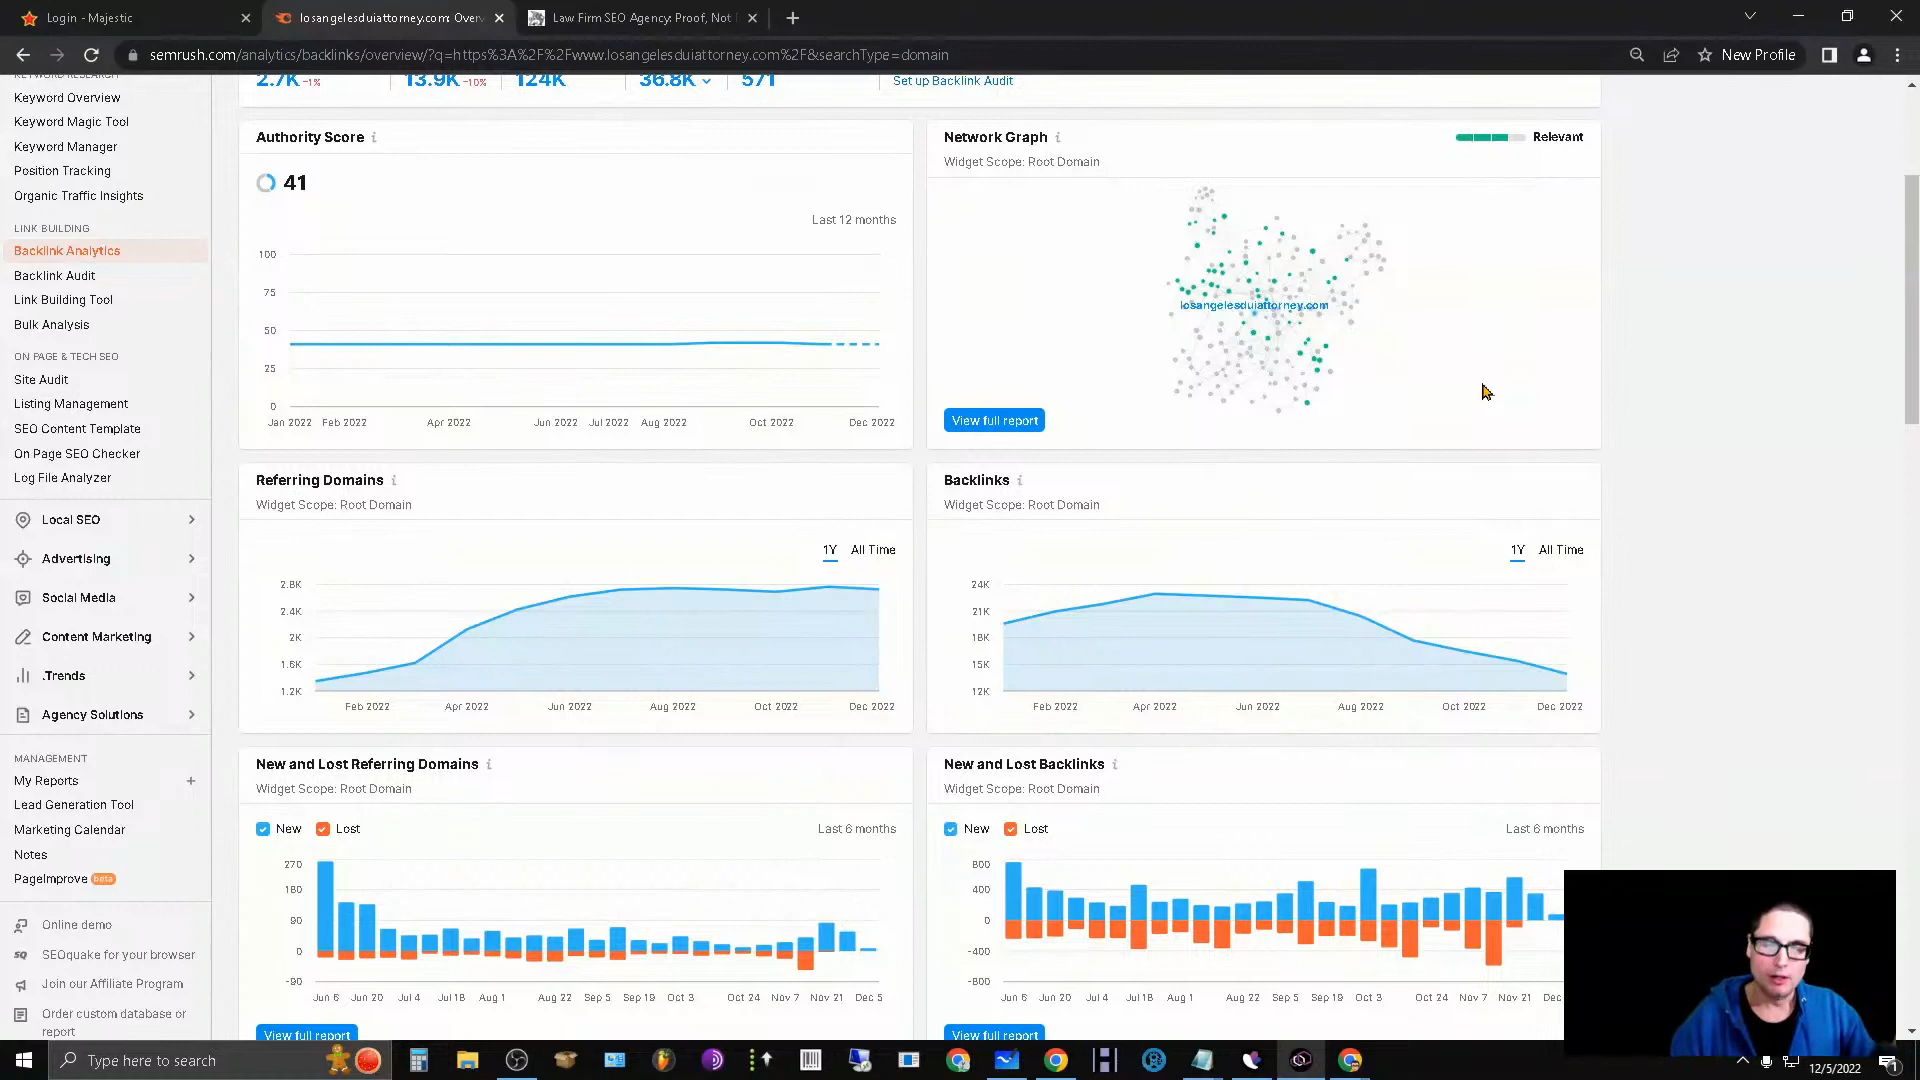 Login - Majestic
losangelesduiattorney.com: Over
Law Firm SEO Agency: Proof, Not
semrush.com/analytics/backlinks/overview/?q=https%3A%2F%2Fwww.losangelesduiattorney.com%2F&searchType=domain
New Profile
KEYWORD RESEARCH
Keyword Overview
Keyword Magic Tool
Keyword Manager
Position Tracking
Organic Traffic Insights
LINK BUILDING
Backlink Analytics
Backlink Audit
Link Building Tool
Bulk Analysis
ON PAGE & TECH SEO
Site Audit
Listing Management
SEO Content Template
On Page SEO Checker
Log File Analyzer
Local SEO
Advertising
Social Media
Content Marketing
.Trends
Agency Solutions
MANAGEMENT
My Reports +
Lead Generation Tool
Marketing Calendar
Notes
PageImprove beta
Online demo
SEOquake for your browser
Join our Affiliate Program
Order custom database or
report
2.7K -1% 13.9K -10% 124K 36.8K 571 Set up Backlink Audit
Authority Score
41
Last 12 months
100
75
50
25
0
Jan 2022 Feb 2022 Apr 2022 Jun 2022 Jul 2022 Aug 2022 Oct 2022 Dec 2022
Network Graph
Relevant
Widget Scope: Root Domain
losangelesduiattorney.com
View full report
Referring Domains
Widget Scope: Root Domain
1Y All Time
2.8K
2.4K
2K
1.6K
1.2K
Feb 2022 Apr 2022 Jun 2022 Aug 2022 Oct 2022 Dec 2022
Backlinks
Widget Scope: Root Domain
1Y All Time
24K
21K
18K
15K
12K
Feb 2022 Apr 2022 Jun 2022 Aug 2022 Oct 2022 Dec 2022
New and Lost Referring Domains
Widget Scope: Root Domain
New Lost Last 6 months
270
180
90
0
-90
Jun 6 Jun 20 Jul 4 Jul 18 Aug 1 Aug 22 Sep 5 Sep 19 Oct 3 Oct 24 Nov 7 Nov 21 Dec 5
View full report
New and Lost Backlinks
Widget Scope: Root Domain
New Lost Last 6 months
800
400
0
-400
-800
Jun 6 Jun 20 Jul 4 Jul 18 Aug 1 Aug 22 Sep 5 Sep 19 Oct 3 Oct 24 Nov 7 Nov 21 Dec
View full report
Type here to search
12/5/2022
1